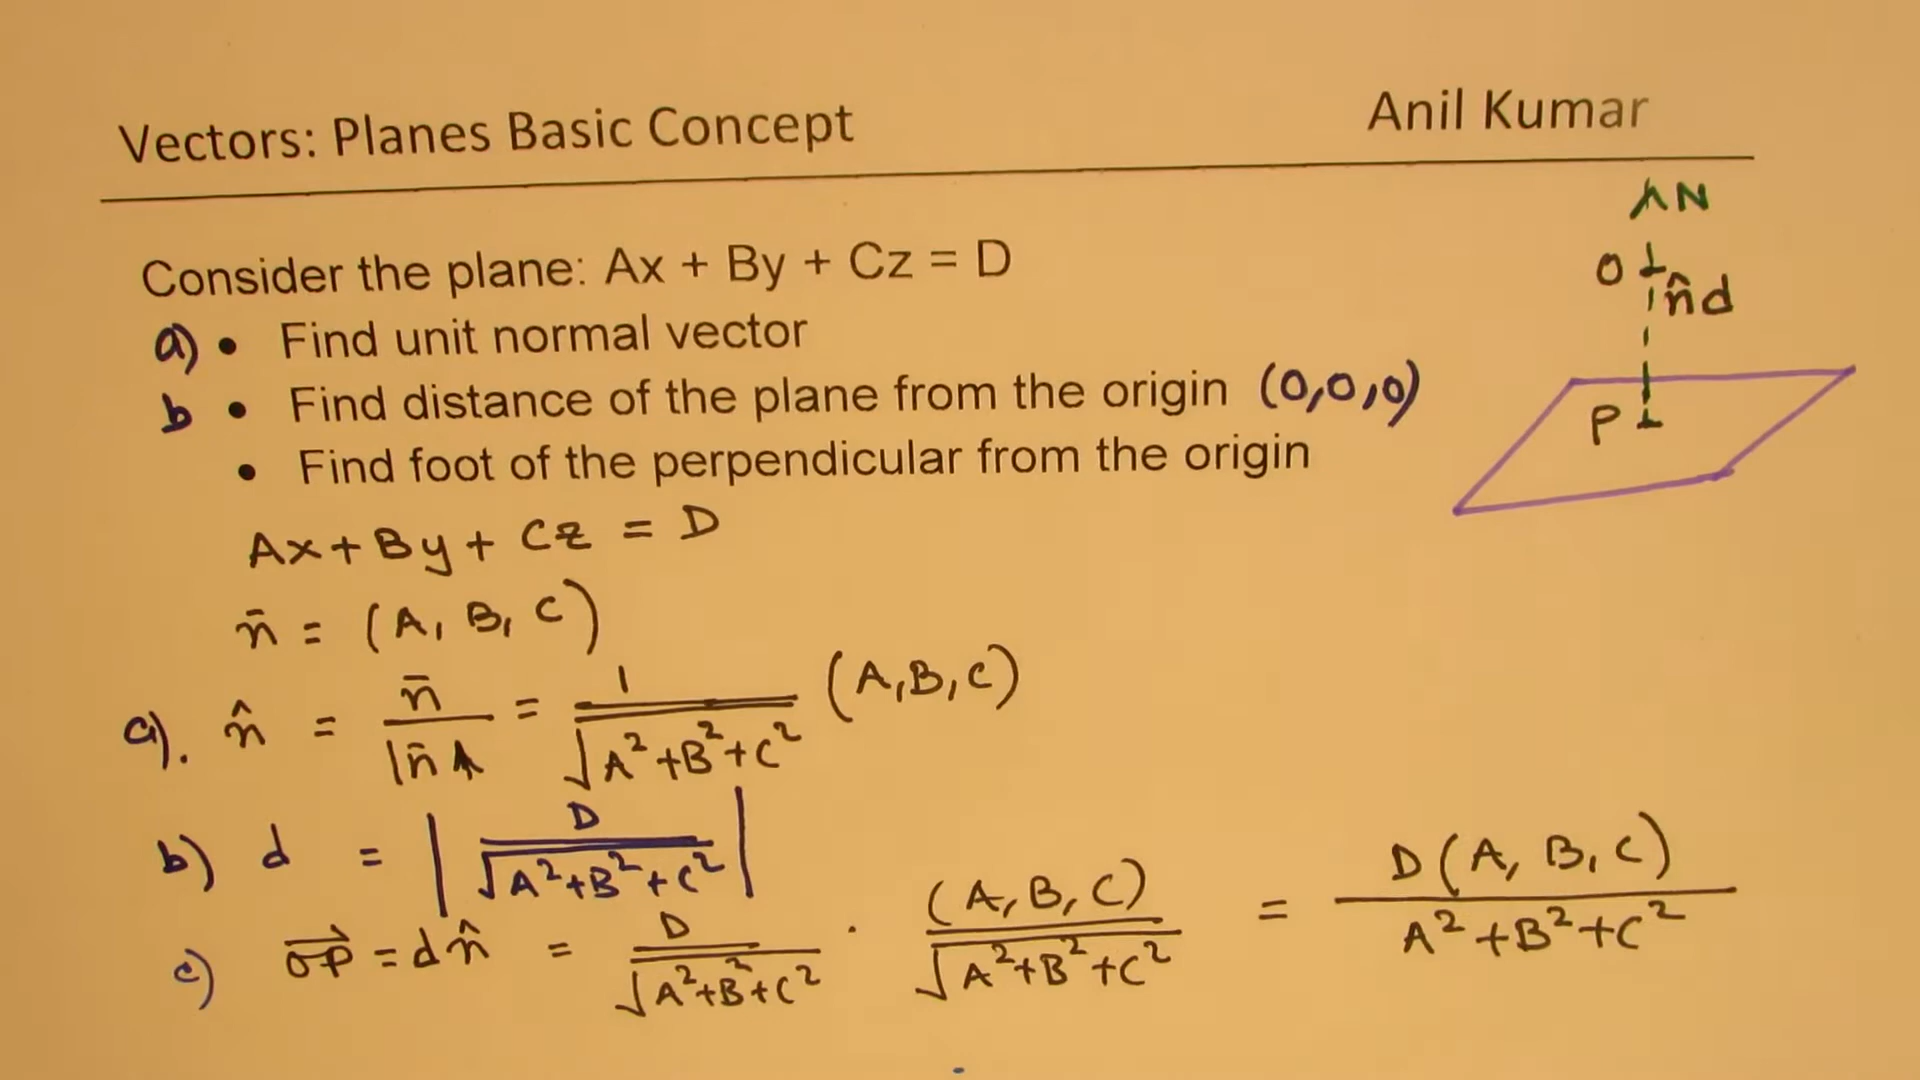 Vectors: Planes Basic Concept
Anil Kumar
Consider the plane: Ax + By + Cz = D
a) • Find unit normal vector
b • Find distance of the plane from the origin (0,0,0)
• Find foot of the perpendicular from the origin
N
O
n̂d
P
Ax + By + Cz = D
n̄ = (A, B, C)
a). n̂ = n̄/|n̄| = 1/√(A²+B²+C²) (A,B,C)
b) d = |D/√(A²+B²+C²)|
c) OP⃗ = dn̂ = D/√(A²+B²+C²) · (A,B,C)/√(A²+B²+C²) = D(A, B, C)/(A²+B²+C²)